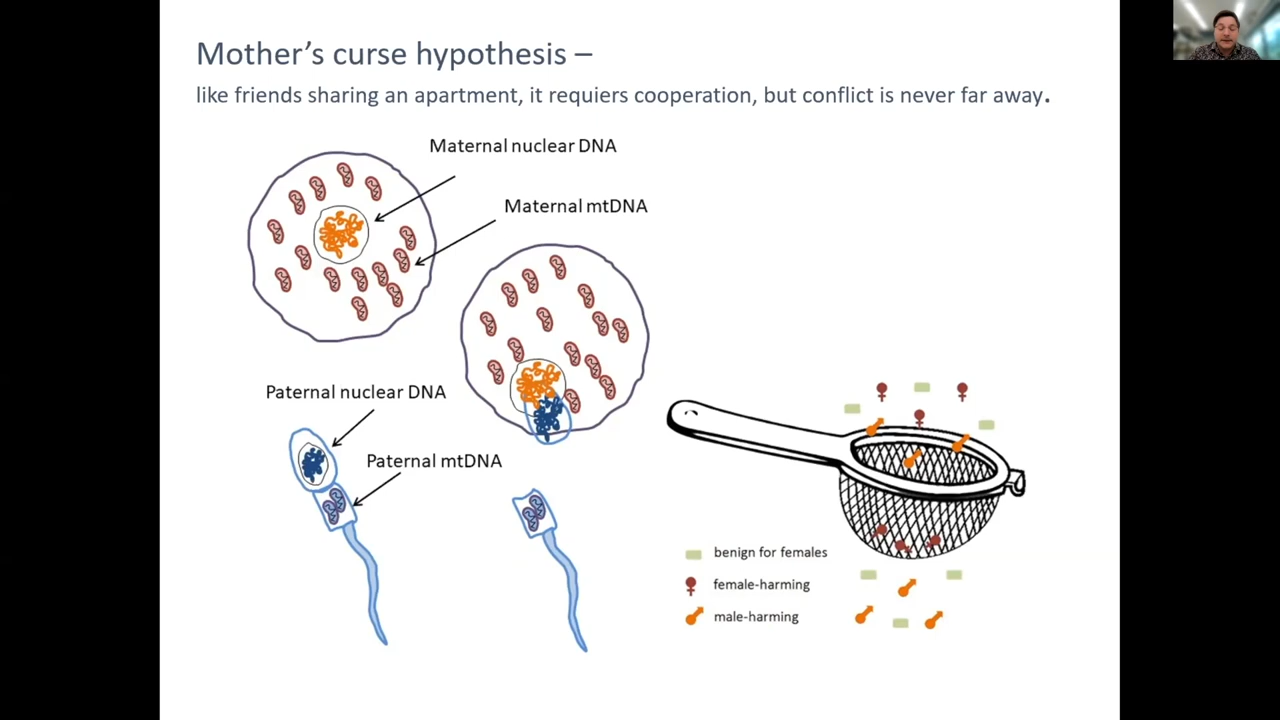 Mother's curse hypothesis –
like friends sharing an apartment, it requiers cooperation, but conflict is never far away.
Maternal nuclear DNA
Maternal mtDNA
Paternal nuclear DNA
Paternal mtDNA
benign for females
female-harming
male-harming